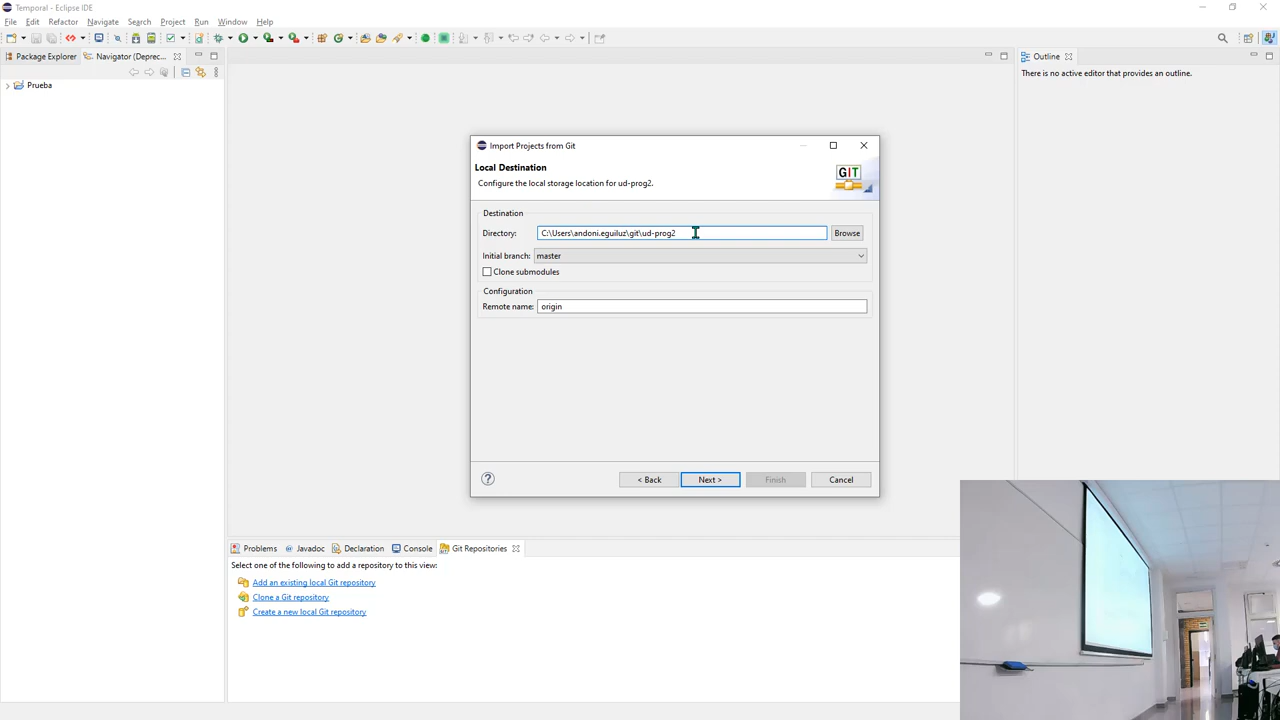 Temporal - Eclipse IDE
File Edit Refactor Navigate Search Project Run Window Help
Package Explorer Navigator (Deprec...
Outline
There is no active editor that provides an outline.
Prueba
Import Projects from Git
Local Destination
Configure the local storage location for ud-prog2.
GIT
Destination
Directory: C:\Users\andoni.eguiluz\git\ud-prog2 Browse
Initial branch: master
Clone submodules
Configuration
Remote name: origin
< Back Next > Finish Cancel
Problems Javadoc Declaration Console Git Repositories
Select one of the following to add a repository to this view:
Add an existing local Git repository
Clone a Git repository
Create a new local Git repository